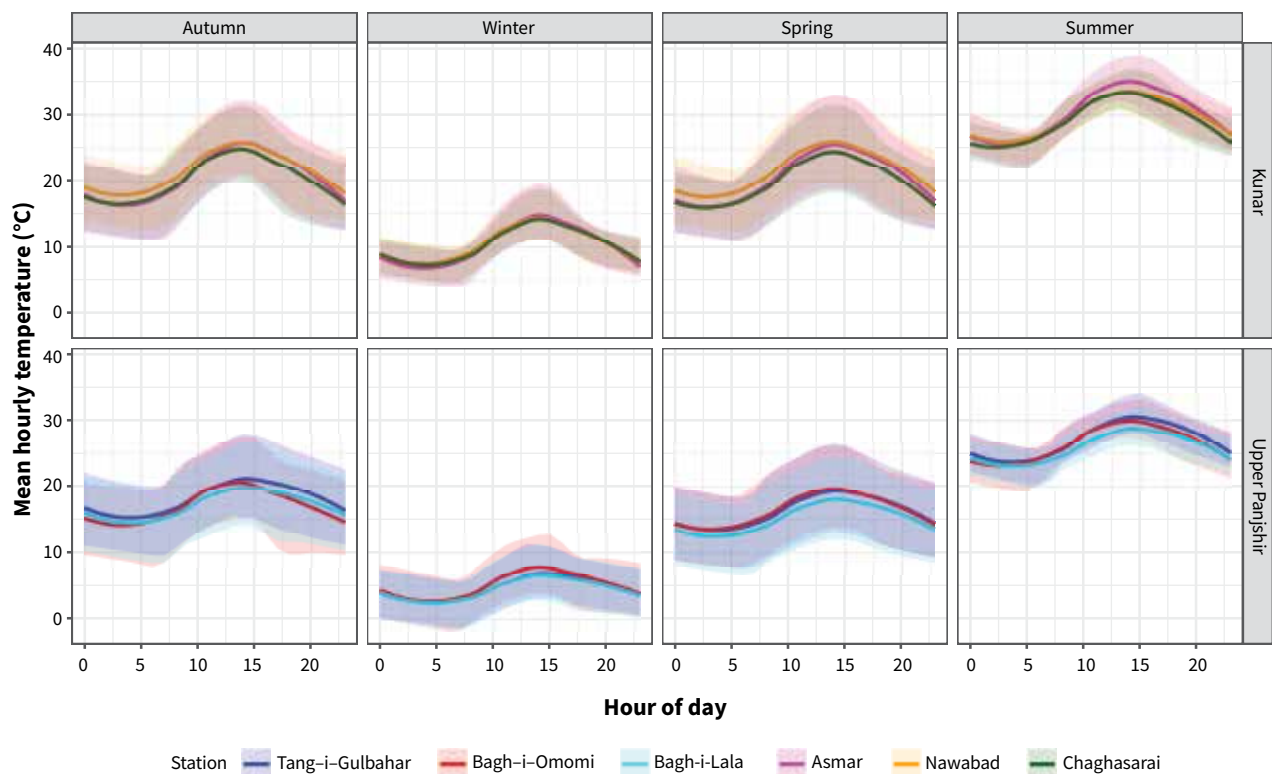 Autumn Winter Spring Summer
Mean hourly temperature (°C)
40
30
20
10
0
Kunar
40
30
20
10
0
Upper Panjshir
0 5 10 15 20 0 5 10 15 20 0 5 10 15 20 0 5 10 15 20
Hour of day
Station Tang–i–Gulbahar Bagh–i–Omomi Bagh-i-Lala Asmar Nawabad Chaghasarai